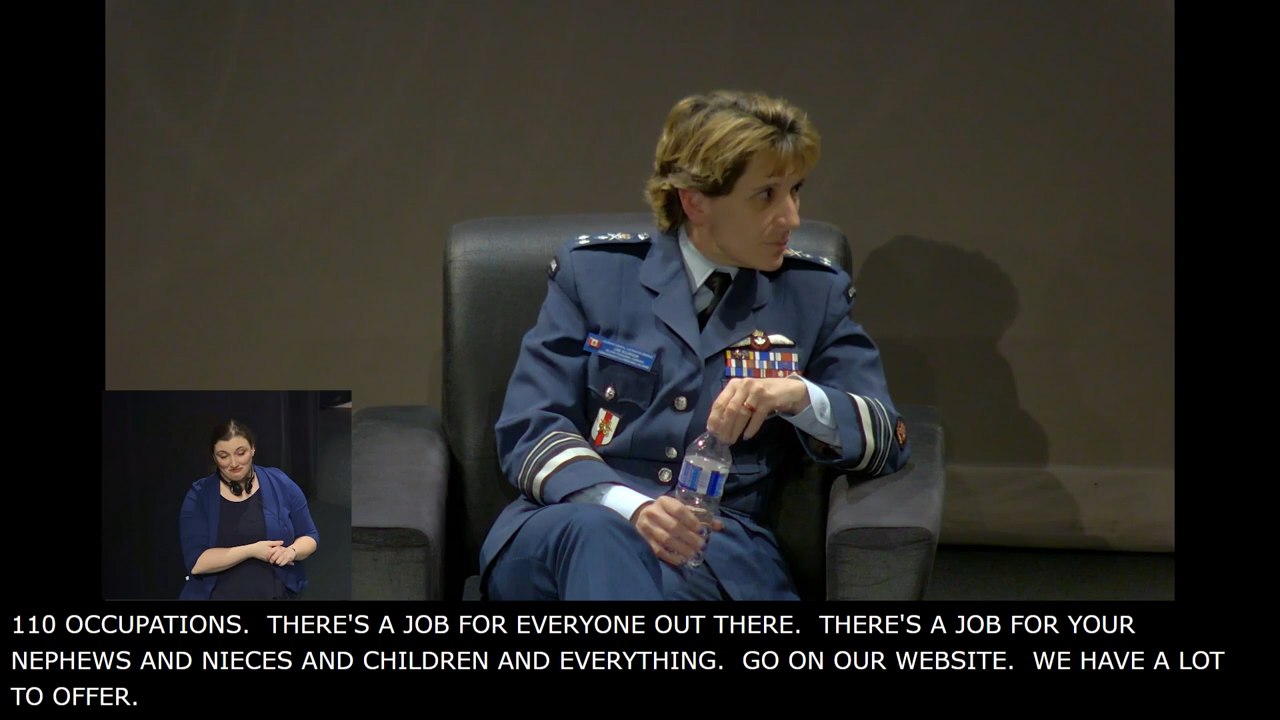 110 OCCUPATIONS.  THERE'S A JOB FOR EVERYONE OUT THERE.  THERE'S A JOB FOR YOUR
NEPHEWS AND NIECES AND CHILDREN AND EVERYTHING.  GO ON OUR WEBSITE.  WE HAVE A LOT
TO OFFER.